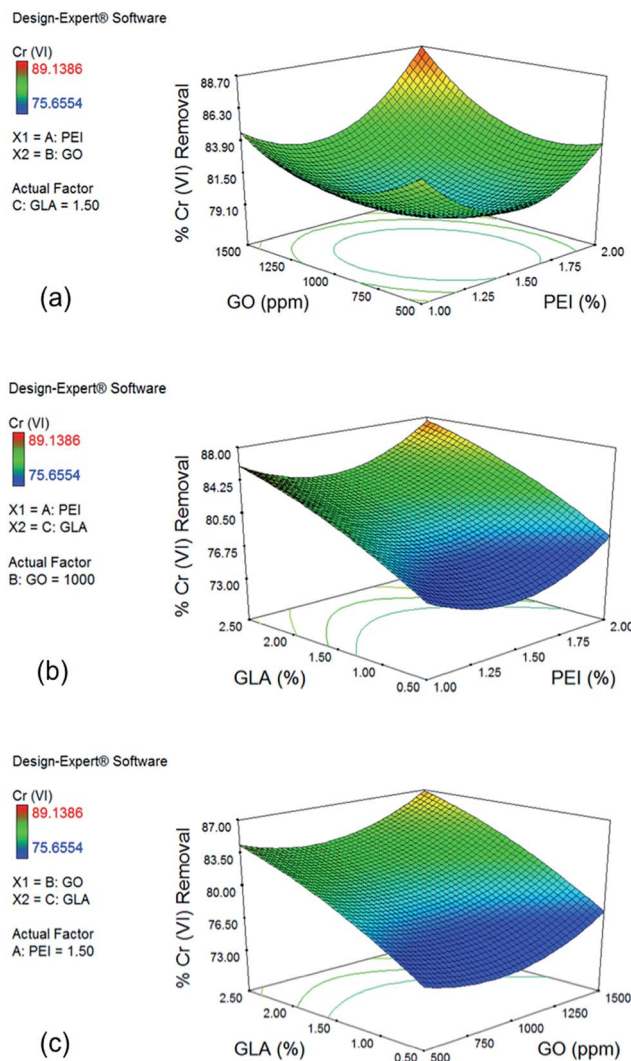 Design-Expert® Software
Cr (VI)
89.1386
75.6554
X1 = A: PEI
X2 = B: GO
Actual Factor
C: GLA = 1.50
% Cr (VI) Removal
88.70
86.30
83.90
81.50
79.10
1500
1250
1000
750
500
GO (ppm)
1.00
1.25
1.50
1.75
2.00
PEI (%)
(a)
Design-Expert® Software
Cr (VI)
89.1386
75.6554
X1 = A: PEI
X2 = C: GLA
Actual Factor
B: GO = 1000
% Cr (VI) Removal
88.00
84.25
80.50
76.75
73.00
2.50
2.00
1.50
1.00
0.50
GLA (%)
1.00
1.25
1.50
1.75
2.00
PEI (%)
(b)
Design-Expert® Software
Cr (VI)
89.1386
75.6554
X1 = B: GO
X2 = C: GLA
Actual Factor
A: PEI = 1.50
% Cr (VI) Removal
87.00
83.50
80.00
76.50
73.00
2.50
2.00
1.50
1.00
0.50
GLA (%)
500
750
1000
1250
1500
GO (ppm)
(c)